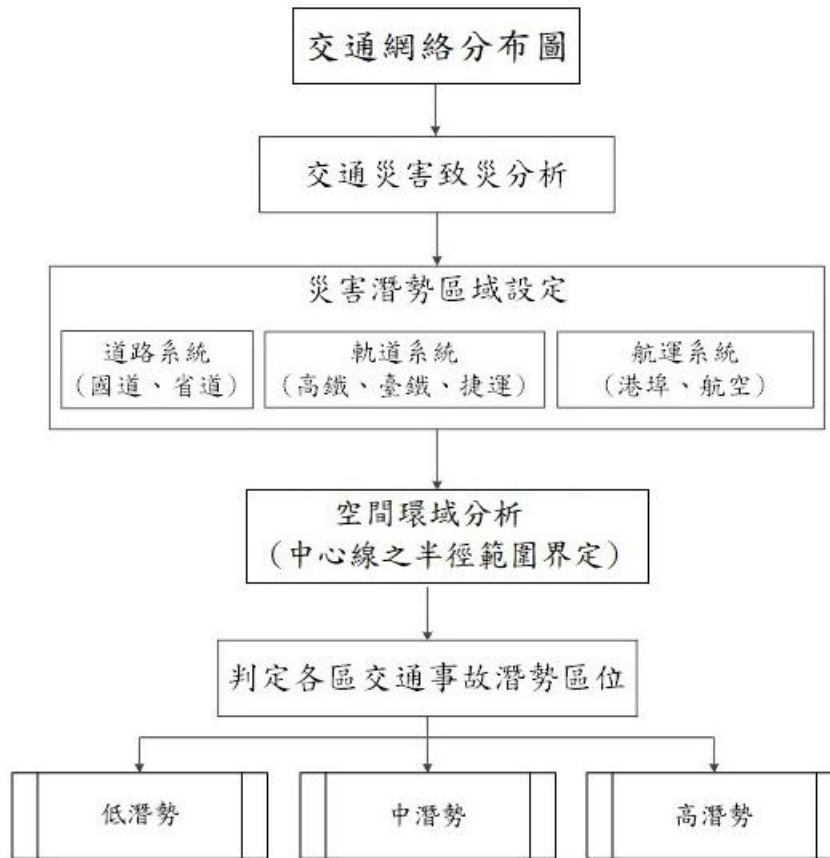 交通網絡分布圖
交通災害致災分析
災害潛勢區域設定
道路系統
(國道、省道)
軌道系統
(高鐵、臺鐵、捷運)
航運系統
(港埠、航空)
空間環域分析
(中心線之半徑範圍界定)
判定各區交通事故潛勢區位
低潛勢
中潛勢
高潛勢